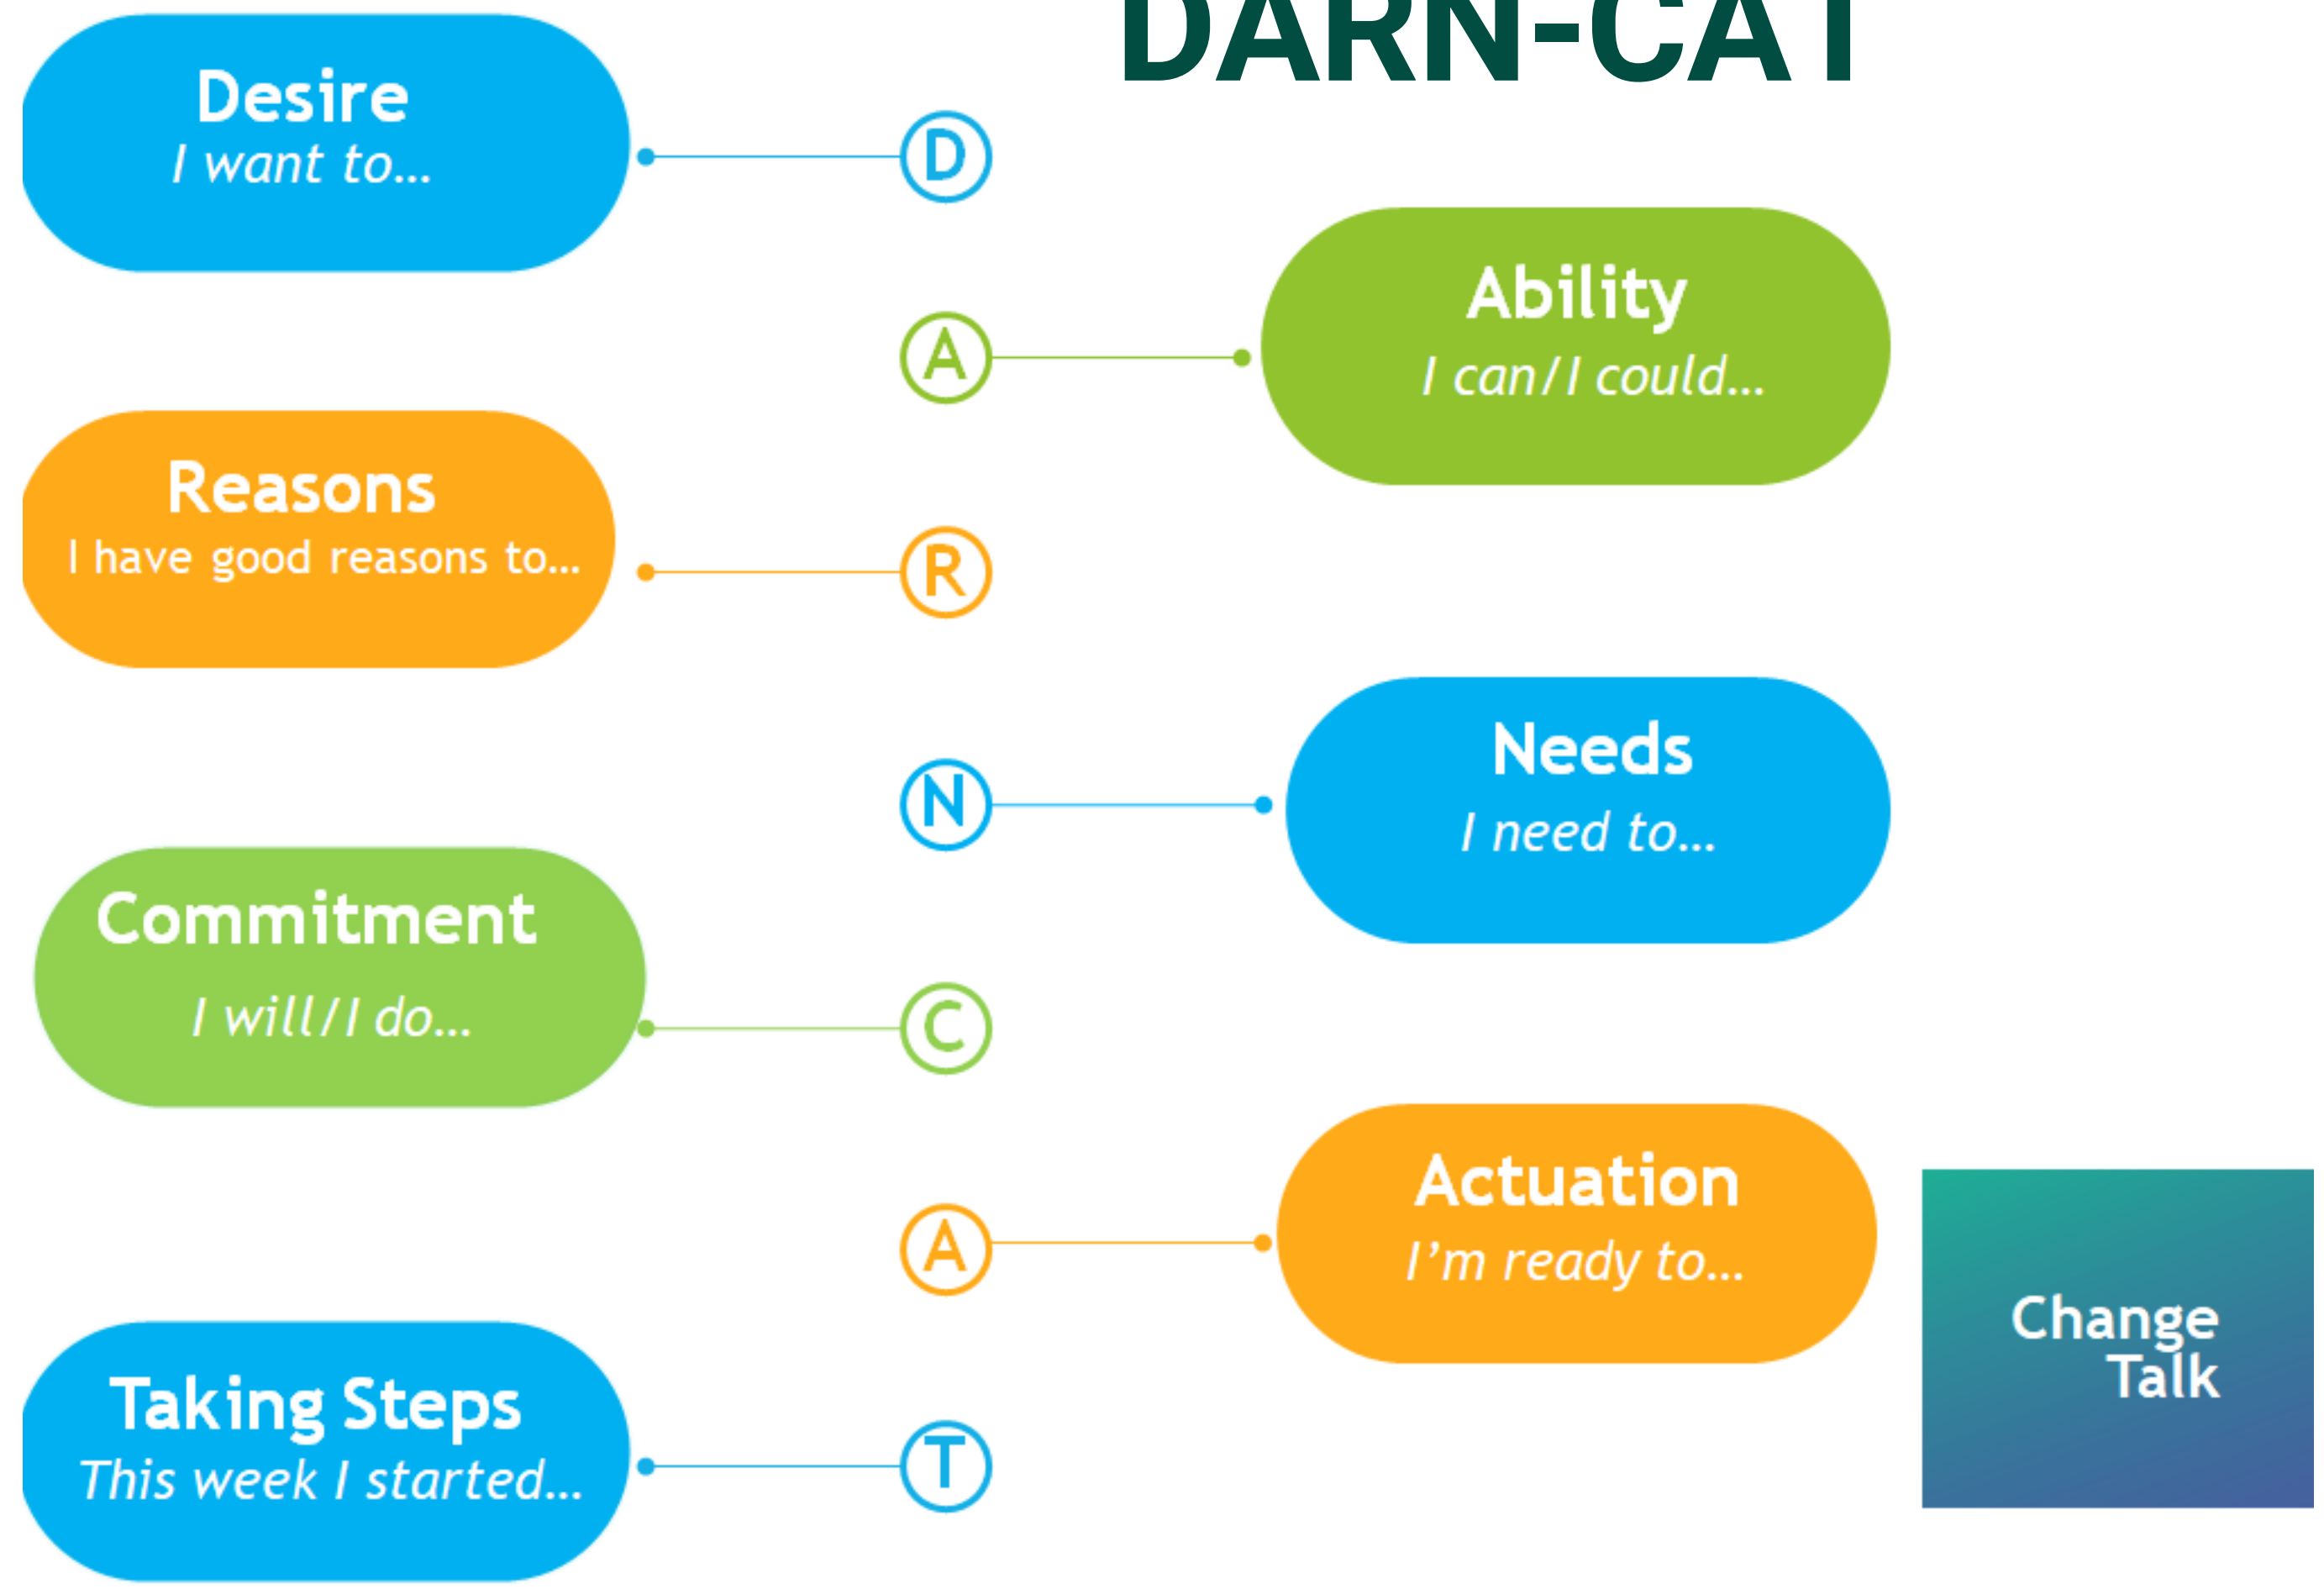 DARN-CAT
Desire
I want to...
D
A
Ability
I can/I could...
Reasons
I have good reasons to...
R
N
Needs
I need to...
Commitment
I will/I do...
C
A
Actuation
I'm ready to...
Taking Steps
This week I started...
T
Change
Talk